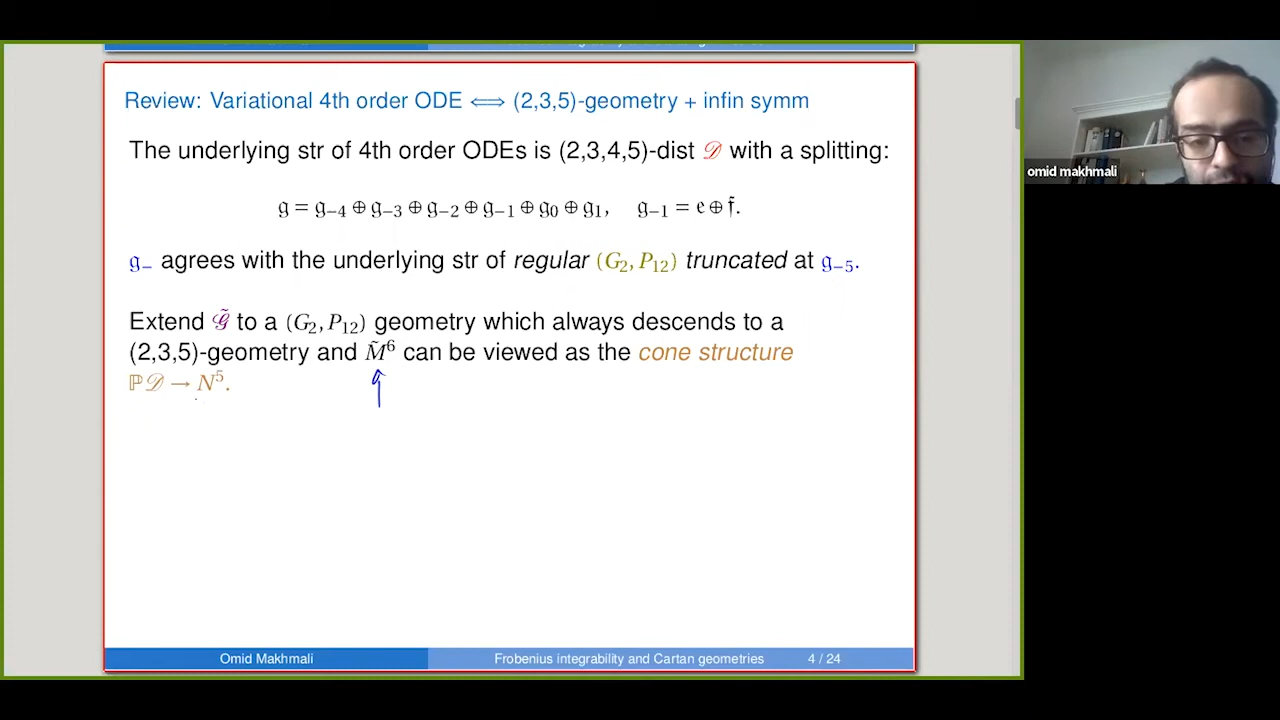 Review: Variational 4th order ODE ⟺ (2,3,5)-geometry + infin symm
The underlying str of 4th order ODEs is (2,3,4,5)-dist 𝒟 with a splitting:
𝔤 = 𝔤₋₄ ⊕ 𝔤₋₃ ⊕ 𝔤₋₂ ⊕ 𝔤₋₁ ⊕ 𝔤₀ ⊕ 𝔤₁, 𝔤₋₁ = 𝔢 ⊕ 𝔣̃.
𝔤₋ agrees with the underlying str of regular (G₂, P₁₂) truncated at 𝔤₋₅.
Extend 𝒢̃ to a (G₂, P₁₂) geometry which always descends to a
(2,3,5)-geometry and M̃⁶ can be viewed as the cone structure
ℙ𝒟 → N⁵.
Omid Makhmali Frobenius integrability and Cartan geometries 4 / 24
omid makhmali